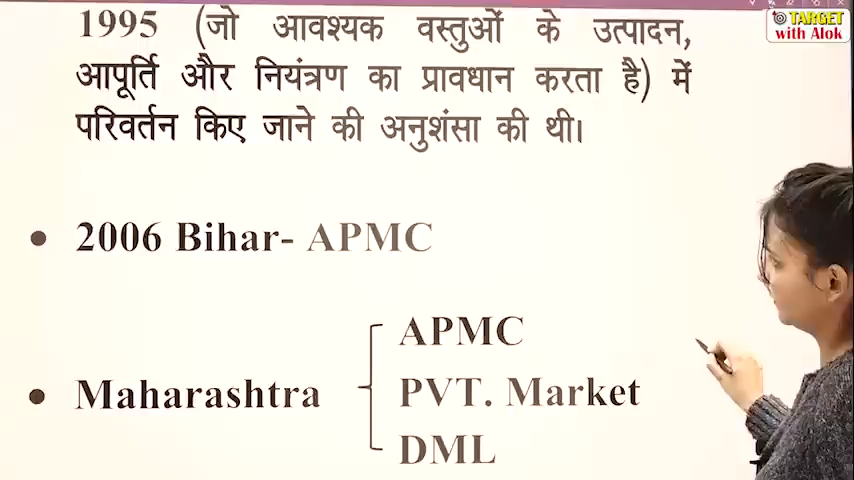 TARGET
with Alok
1995 (जो आवश्यक वस्तुओं के उत्पादन,
आपूर्ति और नियंत्रण का प्रावधान करता है) में
परिवर्तन किए जाने की अनुशंसा की थी।
• 2006 Bihar- APMC
• Maharashtra
APMC
PVT. Market
DML